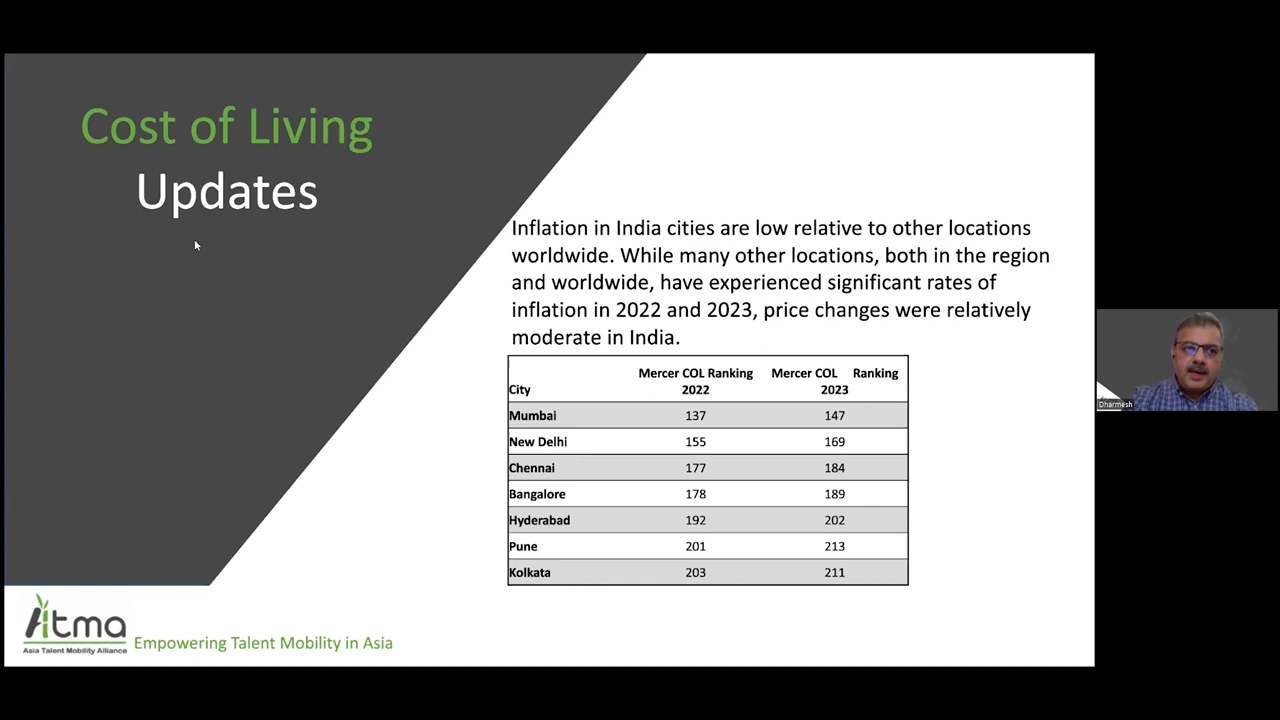 Cost of Living
Updates
Inflation in India cities are low relative to other locations
worldwide. While many other locations, both in the region
and worldwide, have experienced significant rates of
inflation in 2022 and 2023, price changes were relatively
moderate in India.
City Mercer COL Ranking 2022 Mercer COL Ranking 2023
Mumbai 137 147
New Delhi 155 169
Chennai 177 184
Bangalore 178 189
Hyderabad 192 202
Pune 201 213
Kolkata 203 211
Atma
Asia Talent Mobility Alliance
Empowering Talent Mobility in Asia
Dharmesh